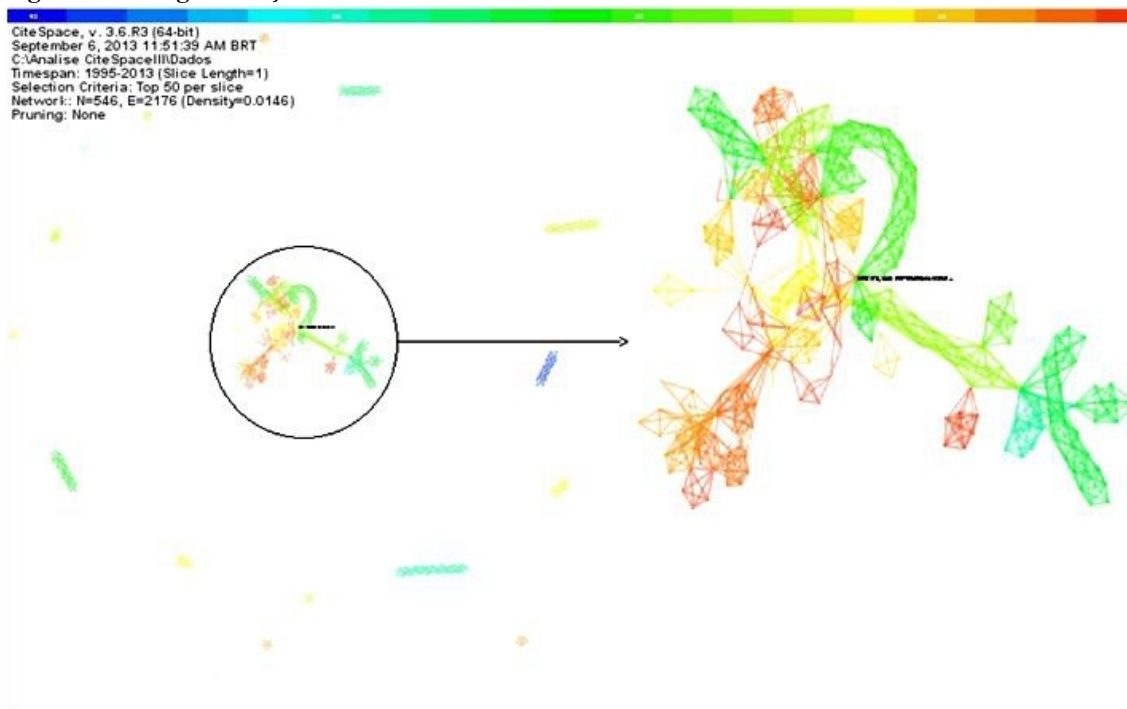 CiteSpace, v. 3.6.R3 (64-bit)
September 6, 2013 11:51:39 AM BRT
C:\Analise CiteSpaceIII\Dados
Timespan: 1995-2013 (Slice Length=1)
Selection Criteria: Top 50 per slice
Network: N=546, E=2176 (Density=0.0146)
Pruning: None